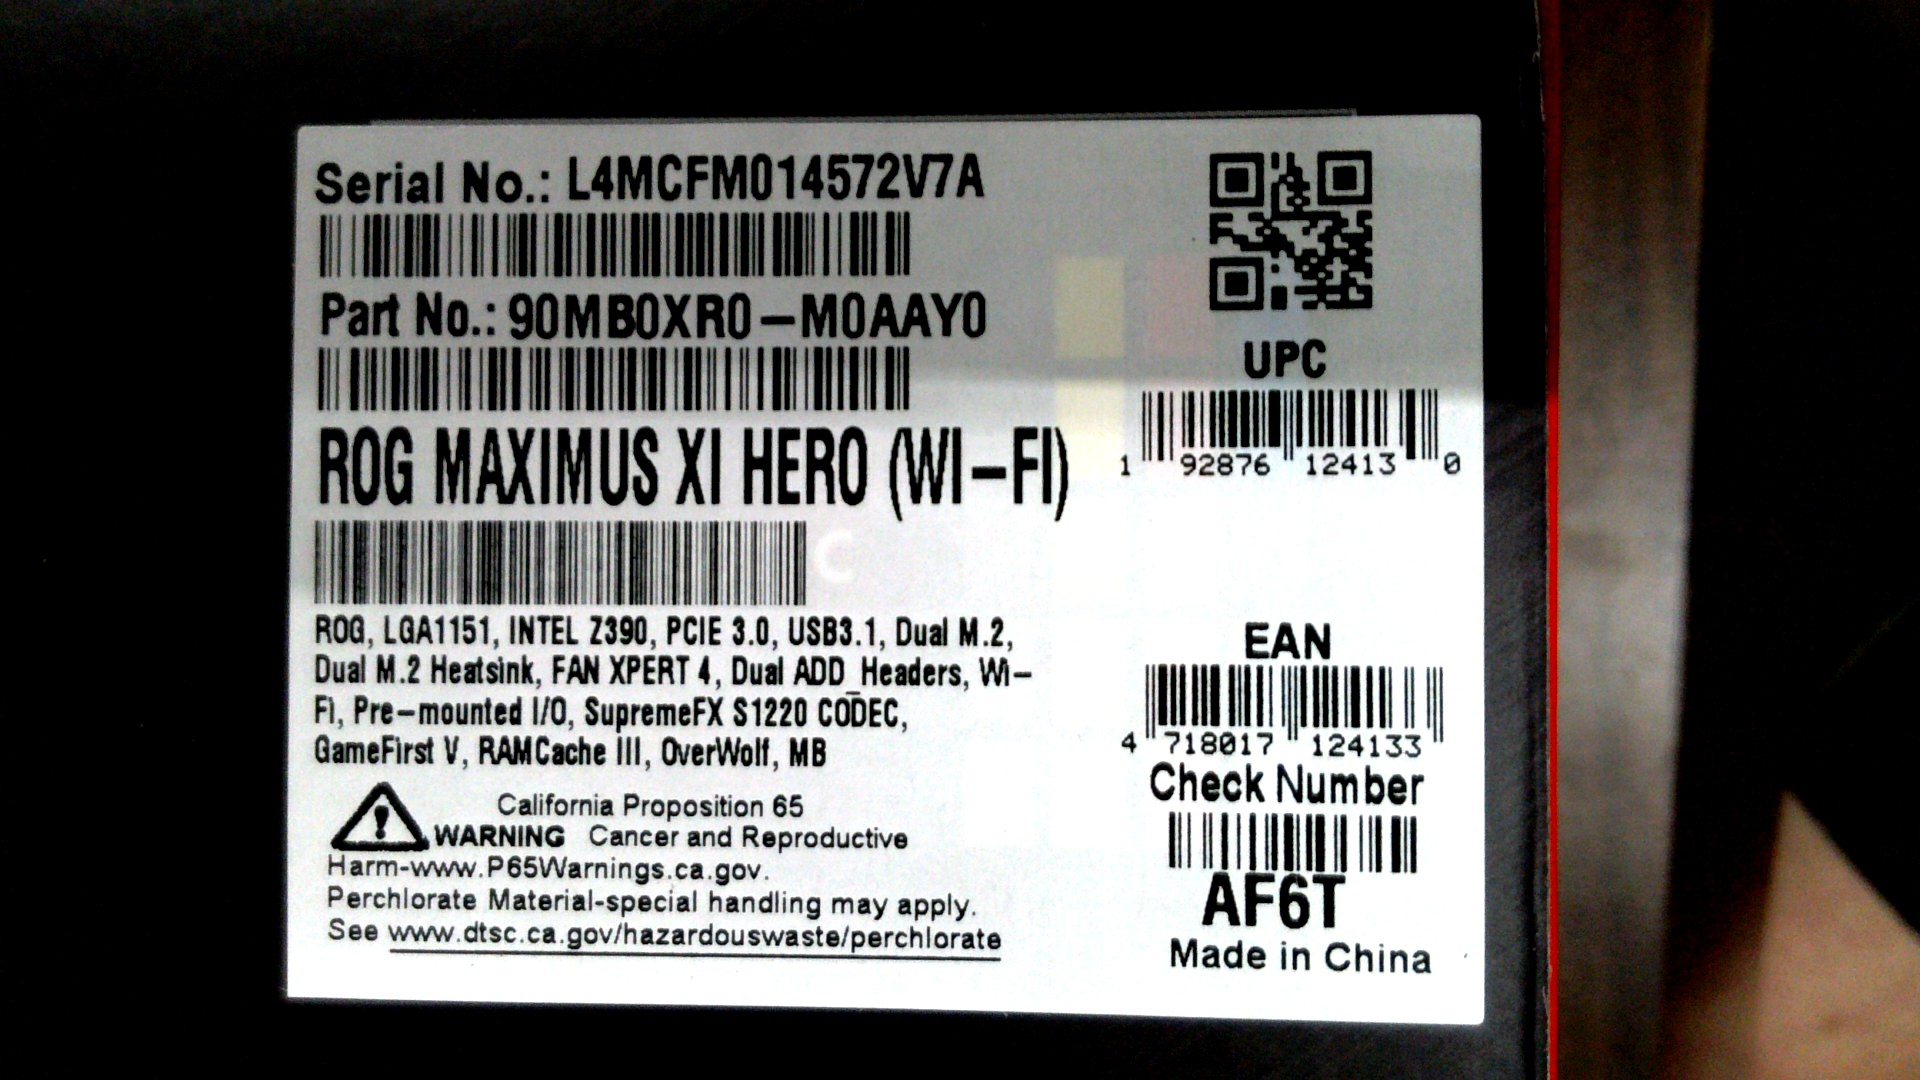 Serial No.: L4MCFM014572V7A
Part No.: 90MB0XR0-M0AAY0
ROG MAXIMUS XI HERO (WI-FI)
ROG, LGA1151, INTEL Z390, PCIE 3.0, USB3.1, Dual M.2,
Dual M.2 Heatsink, FAN XPERT 4, Dual ADD_Headers, Wi-
Fi, Pre-mounted I/O, SupremeFX S1220 CODEC,
GameFirst V, RAMCache III, OverWolf, MB
California Proposition 65
WARNING Cancer and Reproductive
Harm-www.P65Warnings.ca.gov.
Perchlorate Material-special handling may apply.
See www.dtsc.ca.gov/hazardouswaste/perchlorate
UPC
1 92876 12413 0
EAN
4 718017 124133
Check Number
AF6T
Made in China